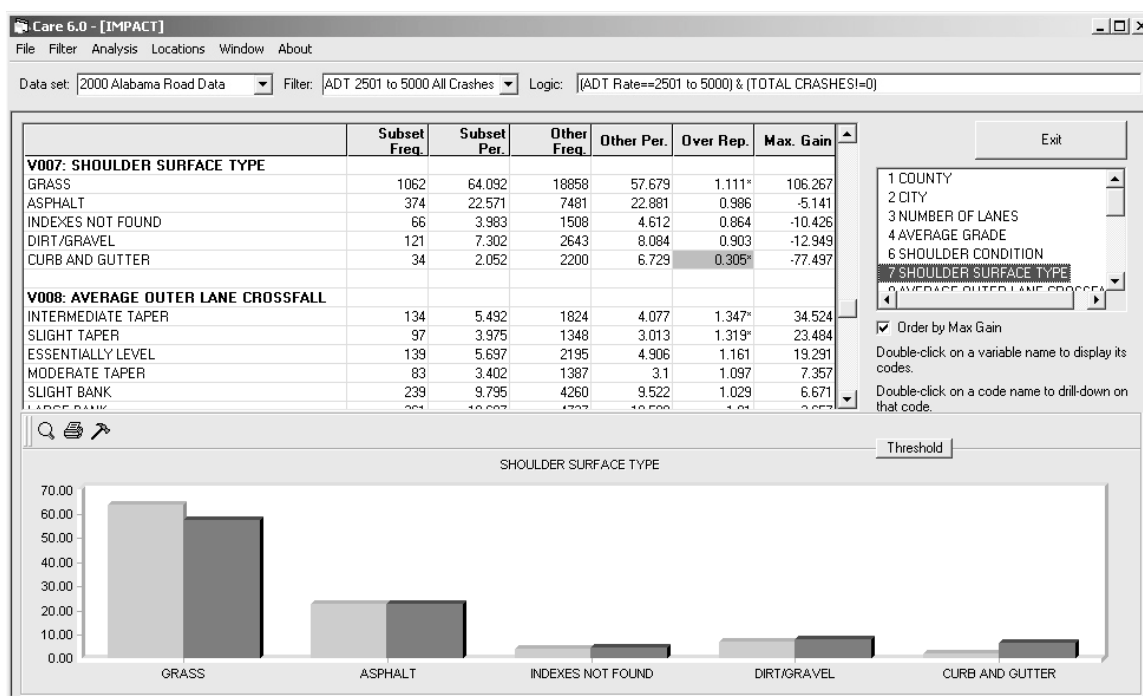 Care 6.0 - [IMPACT]
File Filter Analysis Locations Window About
Data set: 2000 Alabama Road Data Filter: ADT 2501 to 5000 All Crashes Logic: (ADT Rate==2501 to 5000) & (TOTAL CRASHES!=0)
Subset Freq. Subset Per. Other Freq. Other Per. Over Rep. Max. Gain
V007: SHOULDER SURFACE TYPE
GRASS 1062 64.092 18858 57.679 1.111* 106.267
ASPHALT 374 22.571 7481 22.881 0.986 -5.141
INDEXES NOT FOUND 66 3.983 1508 4.612 0.864 -10.426
DIRT/GRAVEL 121 7.302 2643 8.084 0.903 -12.949
CURB AND GUTTER 34 2.052 2200 6.729 0.305* -77.497
V008: AVERAGE OUTER LANE CROSSFALL
INTERMEDIATE TAPER 134 5.492 1824 4.077 1.347* 34.524
SLIGHT TAPER 97 3.975 1348 3.013 1.319* 23.484
ESSENTIALLY LEVEL 139 5.697 2195 4.906 1.161 19.291
MODERATE TAPER 83 3.402 1387 3.1 1.097 7.357
SLIGHT BANK 239 9.795 4260 9.522 1.029 6.671
Exit
1 COUNTY
2 CITY
3 NUMBER OF LANES
4 AVERAGE GRADE
6 SHOULDER CONDITION
7 SHOULDER SURFACE TYPE
Order by Max Gain
Double-click on a variable name to display its
codes.
Double-click on a code name to drill-down on
that code.
Threshold
SHOULDER SURFACE TYPE
70.00
60.00
50.00
40.00
30.00
20.00
10.00
0.00
GRASS ASPHALT INDEXES NOT FOUND DIRT/GRAVEL CURB AND GUTTER